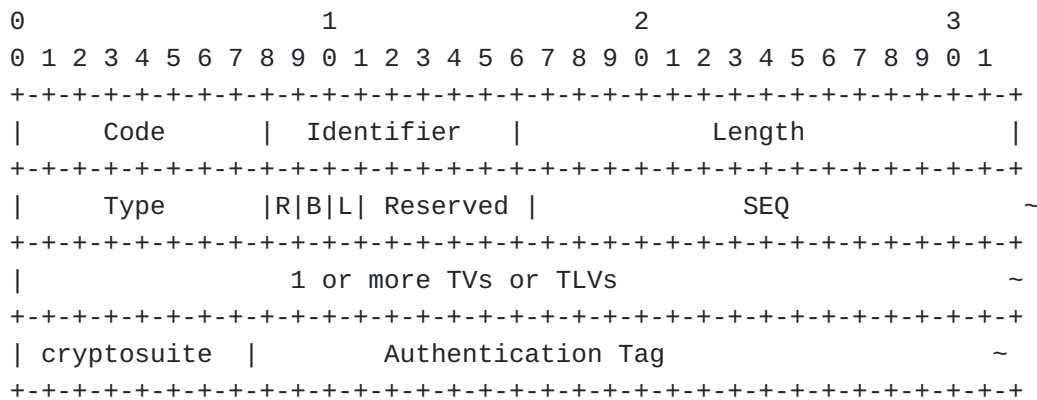 0                   1                   2                   3
0 1 2 3 4 5 6 7 8 9 0 1 2 3 4 5 6 7 8 9 0 1 2 3 4 5 6 7 8 9 0 1
+-+-+-+-+-+-+-+-+-+-+-+-+-+-+-+-+-+-+-+-+-+-+-+-+-+-+-+-+-+-+-+-+
|     Code      |  Identifier   |            Length             |
+-+-+-+-+-+-+-+-+-+-+-+-+-+-+-+-+-+-+-+-+-+-+-+-+-+-+-+-+-+-+-+-+
|     Type      |R|B|L| Reserved |             SEQ               ~
+-+-+-+-+-+-+-+-+-+-+-+-+-+-+-+-+-+-+-+-+-+-+-+-+-+-+-+-+-+-+-+-+
|                 1 or more TVs or TLVs                         ~
+-+-+-+-+-+-+-+-+-+-+-+-+-+-+-+-+-+-+-+-+-+-+-+-+-+-+-+-+-+-+-+-+
| cryptosuite  |        Authentication Tag                     ~
+-+-+-+-+-+-+-+-+-+-+-+-+-+-+-+-+-+-+-+-+-+-+-+-+-+-+-+-+-+-+-+-+